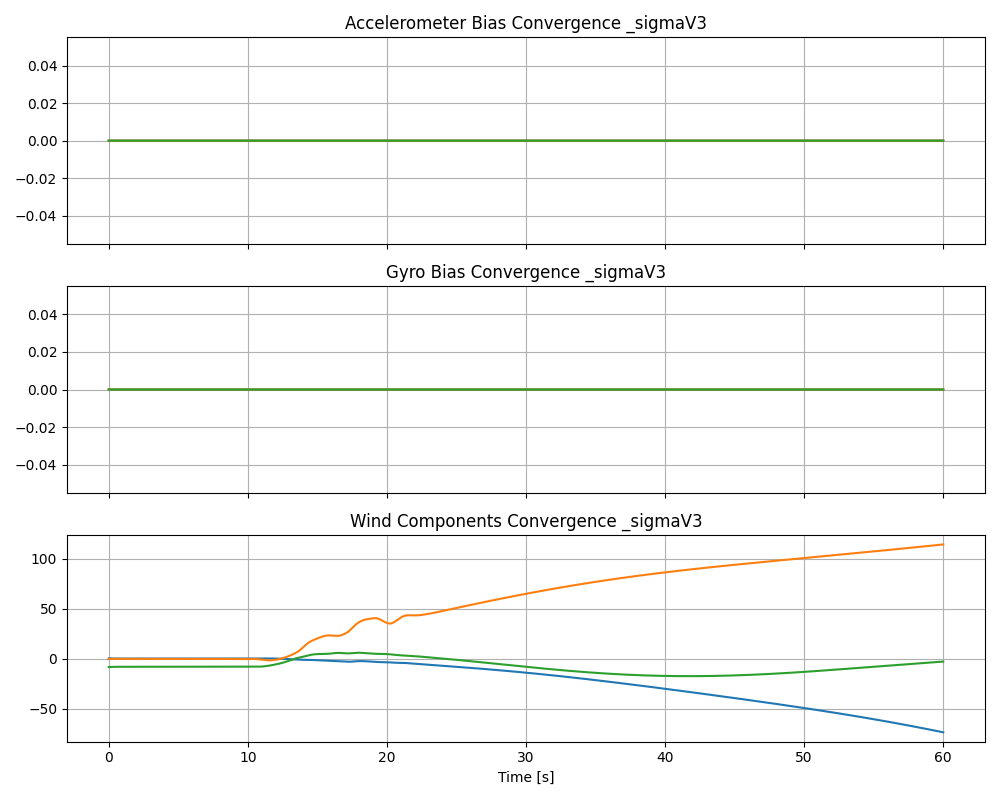 Accelerometer Bias Convergence _sigmaV3
0.04
0.02
0.00
−0.02
−0.04
Gyro Bias Convergence _sigmaV3
0.04
0.02
0.00
−0.02
−0.04
Wind Components Convergence _sigmaV3
100
50
0
−50
0 10 20 30 40 50 60
Time [s]